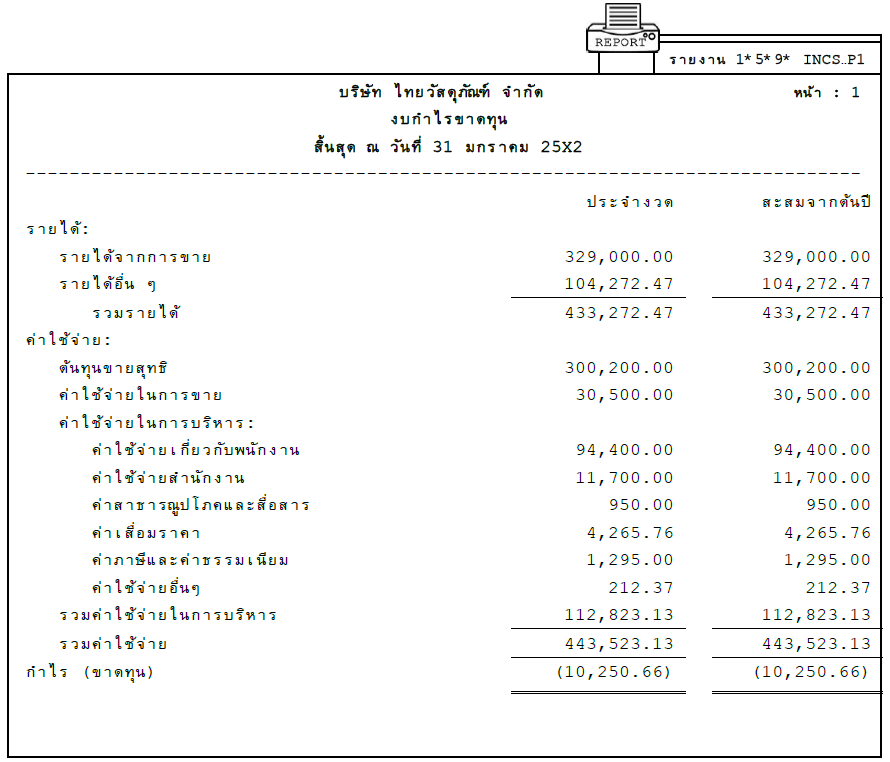 REPORT
รายงาน 1*5*9* INCS..P1
บริษัท ไทยวัสดุภัณฑ์ จำกัด หน้า : 1
งบกำไรขาดทุน
สิ้นสุด ณ วันที่ 31 มกราคม 25X2
ประจำงวด สะสมจากต้นปี
รายได้:
รายได้จากการขาย 329,000.00 329,000.00
รายได้อื่น ๆ 104,272.47 104,272.47
รวมรายได้ 433,272.47 433,272.47
ค่าใช้จ่าย:
ต้นทุนขายสุทธิ 300,200.00 300,200.00
ค่าใช้จ่ายในการขาย 30,500.00 30,500.00
ค่าใช้จ่ายในการบริหาร:
ค่าใช้จ่ายเกี่ยวกับพนักงาน 94,400.00 94,400.00
ค่าใช้จ่ายสำนักงาน 11,700.00 11,700.00
ค่าสาธารณูปโภคและสื่อสาร 950.00 950.00
ค่าเสื่อมราคา 4,265.76 4,265.76
ค่าภาษีและค่าธรรมเนียม 1,295.00 1,295.00
ค่าใช้จ่ายอื่นๆ 212.37 212.37
รวมค่าใช้จ่ายในการบริหาร 112,823.13 112,823.13
รวมค่าใช้จ่าย 443,523.13 443,523.13
กำไร (ขาดทุน) (10,250.66) (10,250.66)